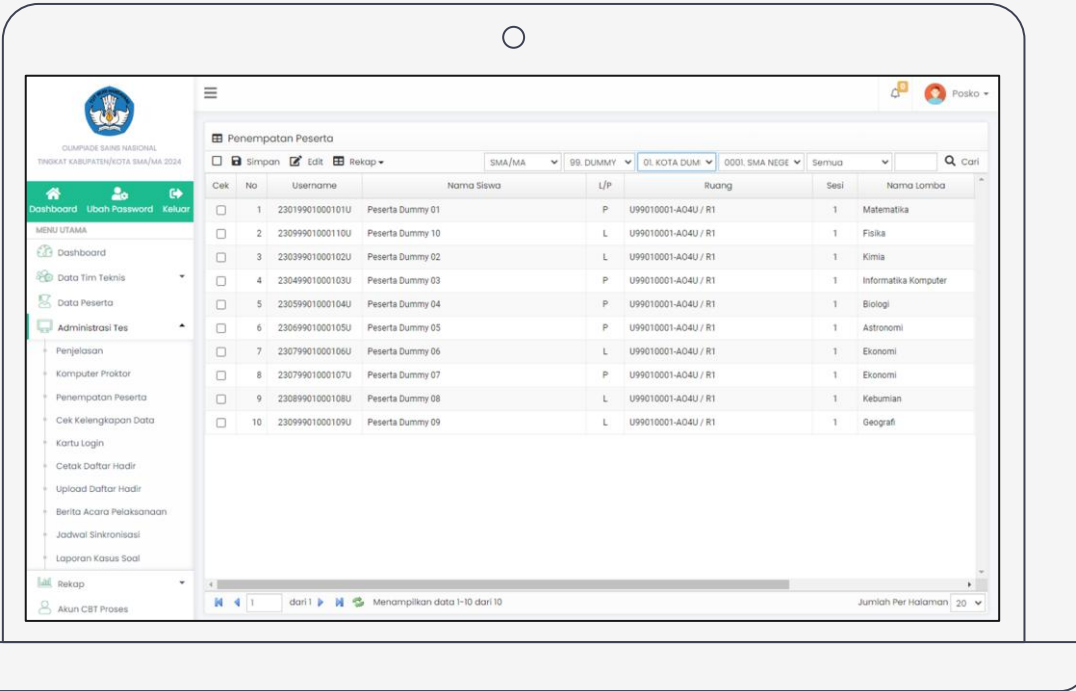 OLIMPIADE SAINS NASIONAL
TINGKAT KABUPATEN/KOTA SMA/MA 2024
Dashboard Ubah Password Keluar
MENU UTAMA
Dashboard
Data Tim Teknis
Data Peserta
Administrasi Tes
Penjelasan
Komputer Proktor
Penempatan Peserta
Cek Kelengkapan Data
Kartu Login
Cetak Daftar Hadir
Upload Daftar Hadir
Berita Acara Pelaksanaan
Jadwal Sinkronisasi
Laporan Kasus Soal
Rekap
Akun CBT Proses
0 Posko
Penempatan Peserta
Simpan Edit Rekap SMA/MA 99. DUMMY 01. KOTA DUM 0001. SMA NEGE Semua Cari
Cek No Username Nama Siswa L/P Ruang Sesi Nama Lomba
1 23019901000101U Peserta Dummy 01 P U99010001-A04U / R1 1 Matematika
2 23099901000110U Peserta Dummy 10 L U99010001-A04U / R1 1 Fisika
3 23039901000102U Peserta Dummy 02 L U99010001-A04U / R1 1 Kimia
4 23049901000103U Peserta Dummy 03 P U99010001-A04U / R1 1 Informatika Komputer
5 23059901000104U Peserta Dummy 04 P U99010001-A04U / R1 1 Biologi
6 23069901000105U Peserta Dummy 05 P U99010001-A04U / R1 1 Astronomi
7 23079901000106U Peserta Dummy 06 L U99010001-A04U / R1 1 Ekonomi
8 23079901000107U Peserta Dummy 07 P U99010001-A04U / R1 1 Ekonomi
9 23089901000108U Peserta Dummy 08 L U99010001-A04U / R1 1 Kebumian
10 23099901000109U Peserta Dummy 09 L U99010001-A04U / R1 1 Geografi
1 dari 1 Menampilkan data 1-10 dari 10 Jumlah Per Halaman 20